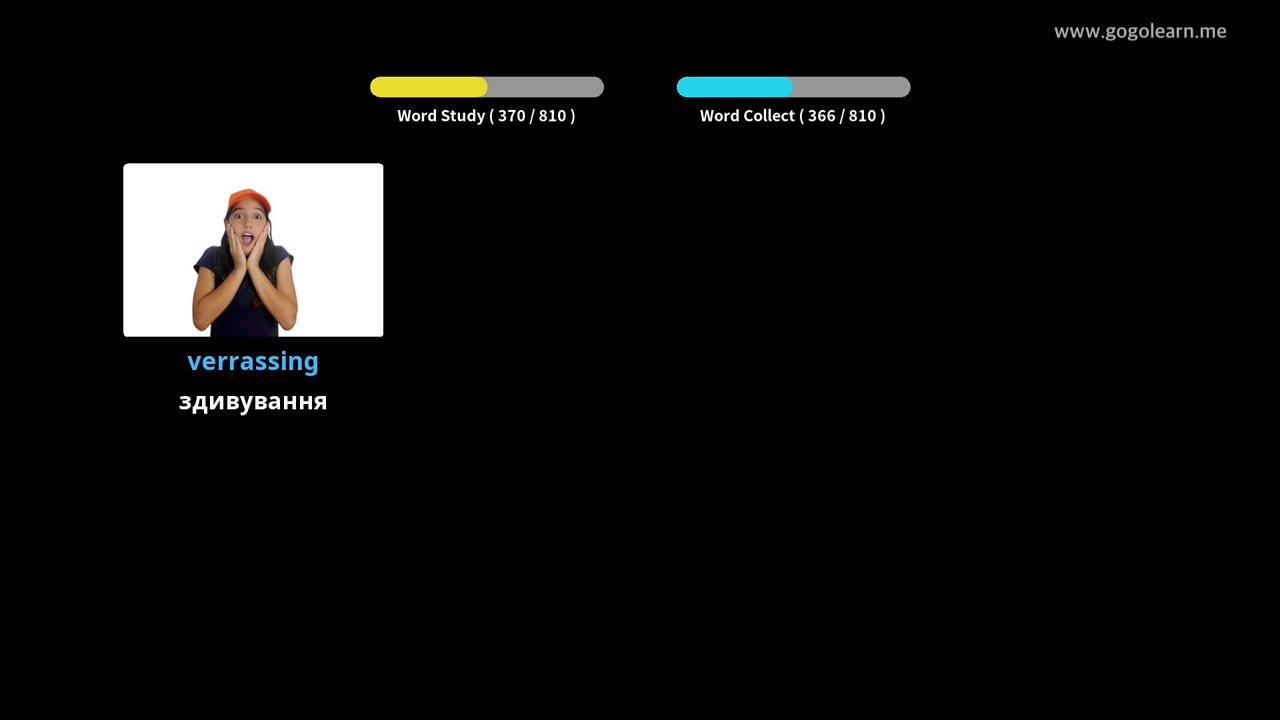 www.gogolearn.me
Word Study ( 370 / 810 )
Word Collect ( 366 / 810 )
verrassing
здивування